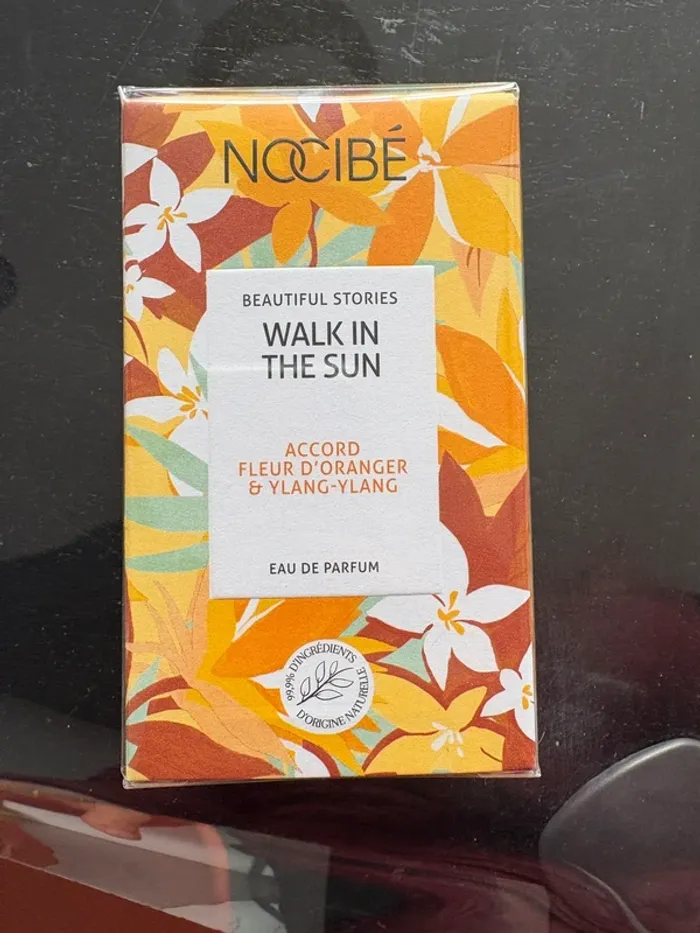 NOCIBÉ
BEAUTIFUL STORIES
WALK IN
THE SUN
ACCORD
FLEUR D'ORANGER
& YLANG-YLANG
EAU DE PARFUM
99,9% D'INGRÉDIENTS
D'ORIGINE NATURELLE